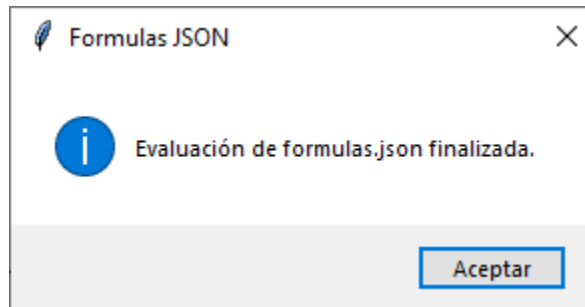 Formulas JSON
Evaluación de formulas.json finalizada.
Aceptar